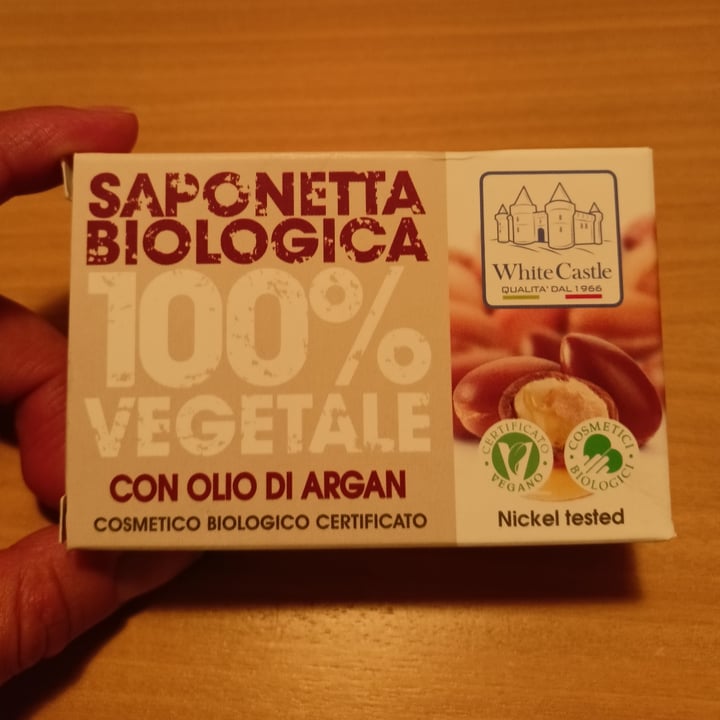 SAPONETTA
BIOLOGICA
100%
VEGETALE
CON OLIO DI ARGAN
COSMETICO BIOLOGICO CERTIFICATO
White Castle
QUALITA' DAL 1966
CERTIFICATO
VEGANO
COSMETICI
BIOLOGICI
Nickel tested